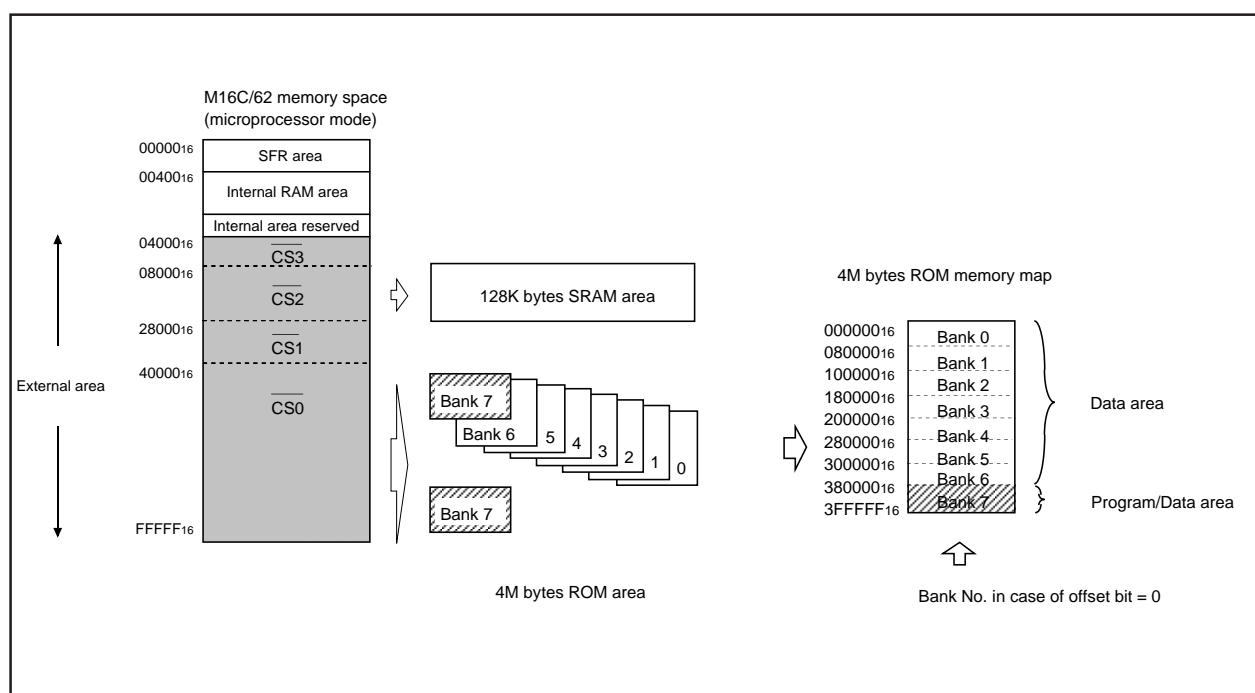 M16C/62 memory space
(microprocessor mode)
00000₁₆
SFR area
00400₁₆
Internal RAM area
Internal area reserved
04000₁₆
CS3
08000₁₆
CS2
28000₁₆
CS1
40000₁₆
CS0
FFFFF₁₆
External area
128K bytes SRAM area
Bank 7
Bank 6
5
4
3
2
1
0
Bank 7
4M bytes ROM area
4M bytes ROM memory map
000000₁₆
Bank 0
080000₁₆
Bank 1
100000₁₆
Bank 2
180000₁₆
Bank 3
200000₁₆
Bank 4
280000₁₆
Bank 5
300000₁₆
Bank 6
380000₁₆
Bank 7
3FFFFF₁₆
Data area
Program/Data area
Bank No. in case of offset bit = 0